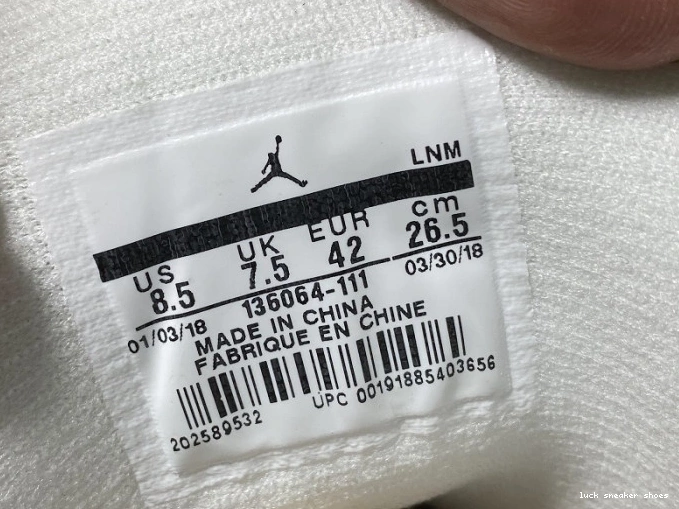 LNM
US UK EUR cm
8.5 7.5 42 26.5
01/03/18 136064-111 03/30/18
MADE IN CHINA
FABRIQUE EN CHINE
202589532 UPC 00191885403656
luck sneaker shoes